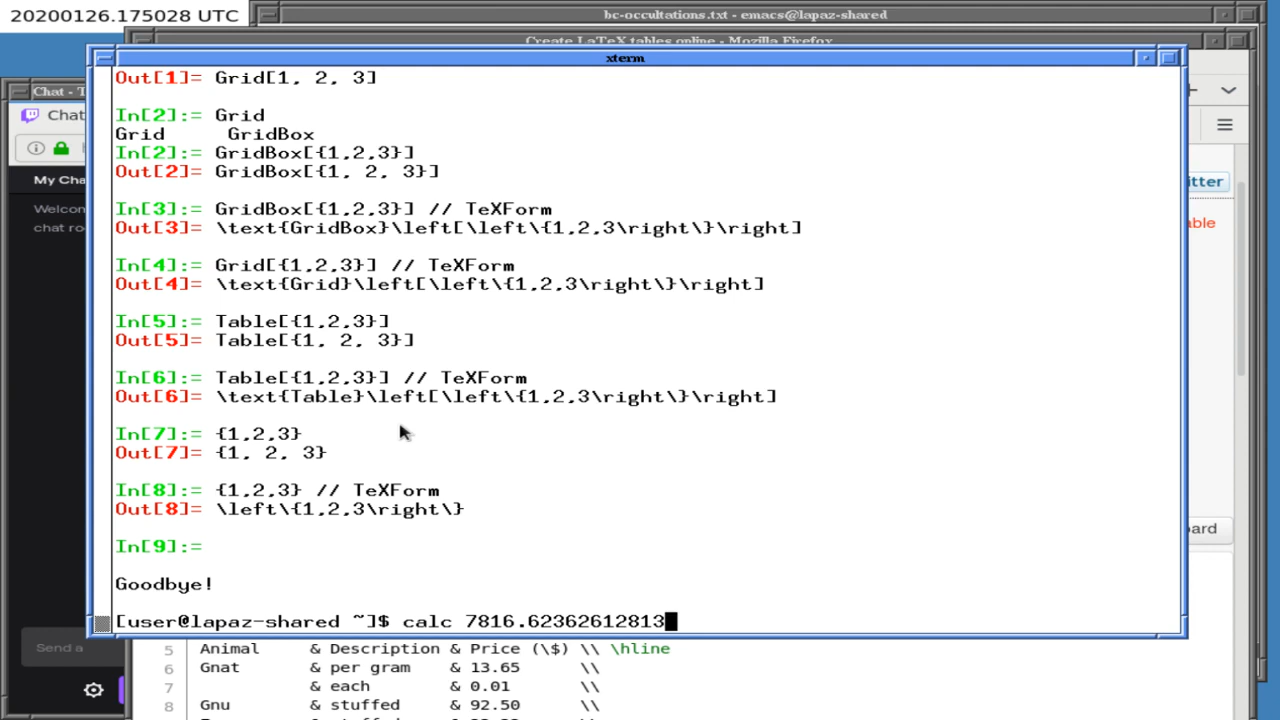 20200126.175028 UTC
bc-occultations.txt - emacs@lapaz-shared
Create LaTeX tables online - Mozilla Firefox
xterm
Chat - T
Chat
My Cha
Welcon
chat ro
Send a
itter
able
ard
Out[1]= Grid[1, 2, 3]
In[2]:= Grid
Grid     GridBox
In[2]:= GridBox[{1,2,3}]
Out[2]= GridBox[{1, 2, 3}]
In[3]:= GridBox[{1,2,3}] // TeXForm
Out[3]= \text{GridBox}\left[\left\{1,2,3\right\}\right]
In[4]:= Grid[{1,2,3}] // TeXForm
Out[4]= \text{Grid}\left[\left\{1,2,3\right\}\right]
In[5]:= Table[{1,2,3}]
Out[5]= Table[{1, 2, 3}]
In[6]:= Table[{1,2,3}] // TeXForm
Out[6]= \text{Table}\left[\left\{1,2,3\right\}\right]
In[7]:= {1,2,3}
Out[7]= {1, 2, 3}
In[8]:= {1,2,3} // TeXForm
Out[8]= \left\{1,2,3\right\}
In[9]:=
Goodbye!
[user@lapaz-shared ~]$ calc 7816.62362612813
5 Animal & Description & Price (\$) \\ \hline
6 Gnat & per gram & 13.65 \\
7 & each & 0.01 \\
8 Gnu & stuffed & 92.50 \\